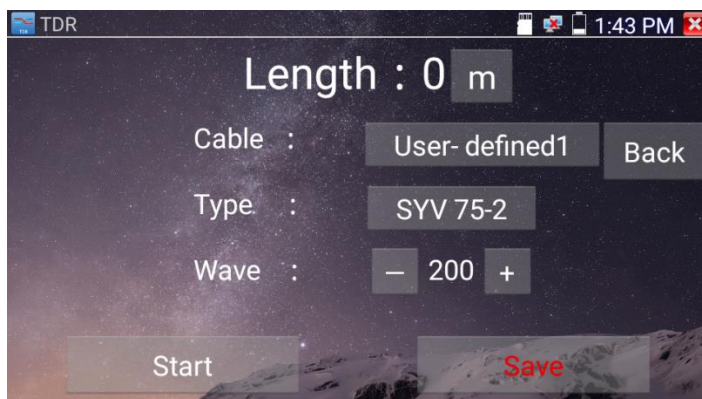 TDR 1:43 PM
Length : 0 m
Cable : User- defined1 Back
Type : SYV 75-2
Wave : — 200 +
Start Save